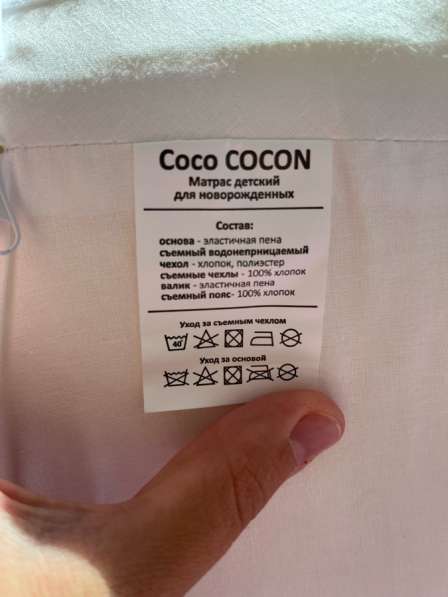 Coco COCON
Матрас детский
для новорожденных
Состав:
основа - эластичная пена
съемный водонепрницаемый
чехол - хлопок, полиэстер
съемные чехлы - 100% хлопок
валик - эластичная пена
съемный пояс- 100% хлопок
Уход за съемным чехлом
40
Уход за основой